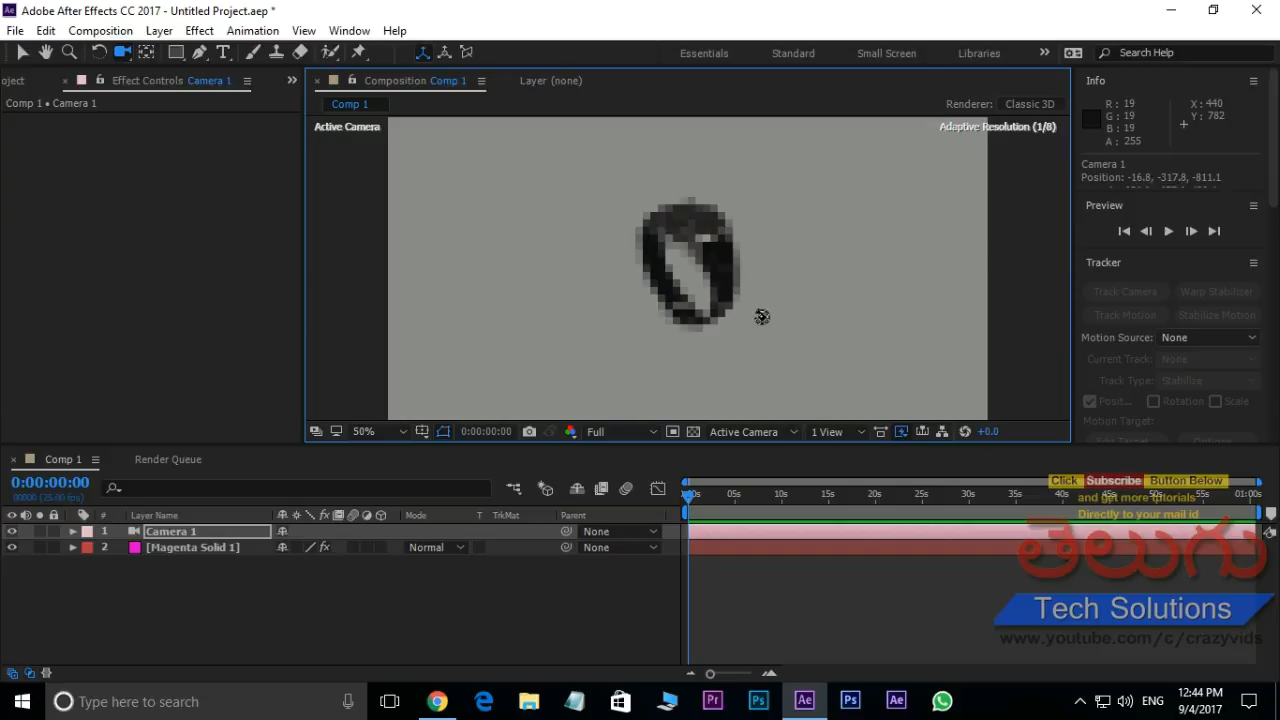 Adobe After Effects CC 2017 - Untitled Project.aep *
File Edit Composition Layer Effect Animation View Window Help
Essentials Standard Small Screen Libraries Search Help
oject Effect Controls Camera 1
Comp 1 • Camera 1
Composition Comp 1
Layer (none)
Comp 1
Renderer: Classic 3D
Active Camera
Adaptive Resolution (1/8)
Info
R: 19
G: 19
B: 19
A: 255
X: 440
Y: 782
Camera 1
Position: -16.8, -317.8, -811.1
Preview
Tracker
Track Camera Warp Stabilizer
Track Motion Stabilize Motion
Motion Source: None
Current Track: None
Track Type: Stabilize
Posit... Rotation Scale
Motion Target:
50% 0:00:00:00 Full Active Camera 1 View +0.0
Comp 1 Render Queue
0:00:00:00
00000 (25.00 fps)
05s 10s 15s 20s 25s 30s 35s 40s 45s 50s 55s 01:00s
# Layer Name Mode T TrkMat Parent
1 Camera 1 None
2 [Magenta Solid 1] Normal None
Click Subscribe Button Below
and get more tutorials
Directly to your mail id
తెలుగు
Tech Solutions
www.youtube.com/c/crazyvids
Type here to search
ENG
12:44 PM
9/4/2017